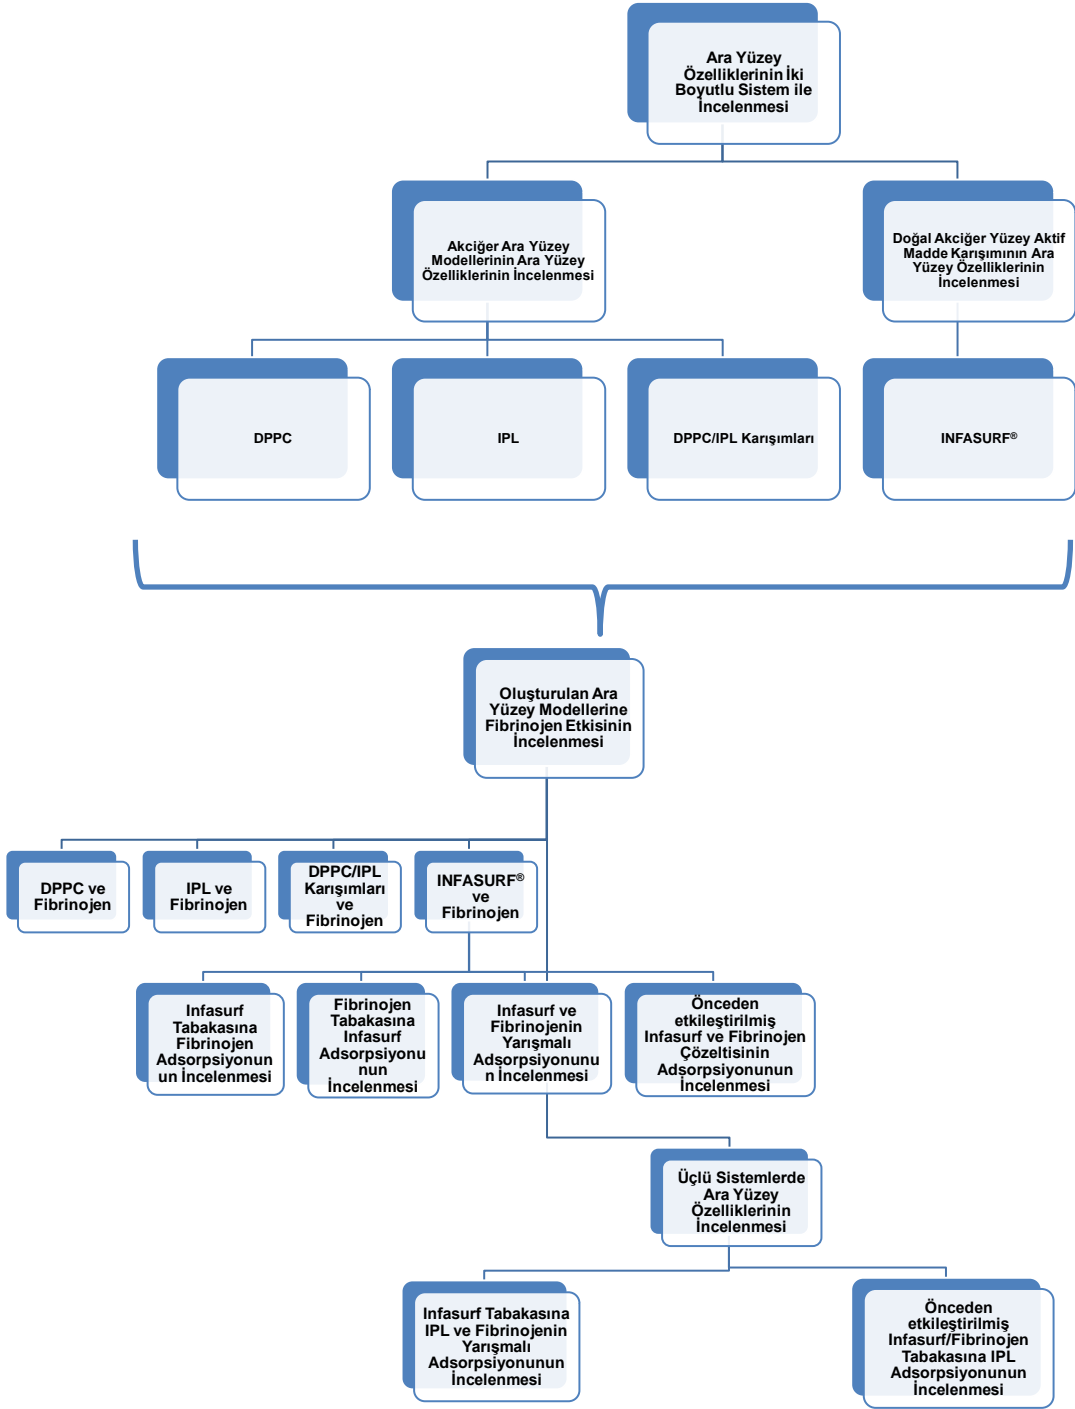 Ara Yüzey
Özelliklerinin İki
Boyutlu Sistem ile
İncelenmesi
Akciğer Ara Yüzey
Modellerinin Ara Yüzey
Özelliklerinin İncelenmesi
Doğal Akciğer Yüzey Aktif
Madde Karışımının Ara
Yüzey Özelliklerinin
İncelenmesi
DPPC
IPL
DPPC/IPL Karışımları
INFASURF®
Oluşturulan Ara
Yüzey Modellerine
Fibrinojen Etkisinin
İncelenmesi
DPPC ve
Fibrinojen
IPL ve
Fibrinojen
DPPC/IPL
Karışımları
ve
Fibrinojen
INFASURF®
ve
Fibrinojen
Infasurf
Tabakasına
Fibrinojen
Adsorpsiyonun
un İncelenmesi
Fibrinojen
Tabakasına
Infasurf
Adsorpsiyonu
nun
İncelenmesi
Infasurf ve
Fibrinojenin
Yarışmalı
Adsorpsiyonunu
n İncelenmesi
Önceden
etkileştirilmiş
Infasurf ve Fibrinojen
Çözeltisinin
Adsorpsiyonunun
İncelenmesi
Üçlü Sistemlerde
Ara Yüzey
Özelliklerinin
İncelenmesi
Infasurf Tabakasına
IPL ve Fibrinojenin
Yarışmalı
Adsorpsiyonunun
İncelenmesi
Önceden
etkileştirilmiş
Infasurf/Fibrinojen
Tabakasına IPL
Adsorpsiyonunun
İncelenmesi